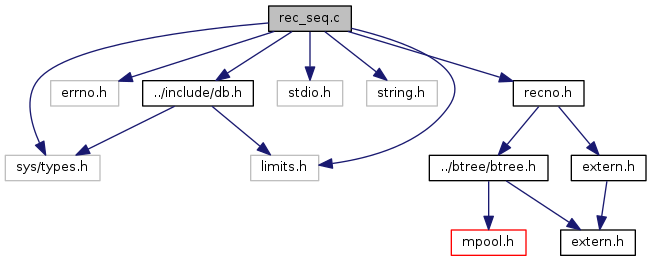 rec_seq.c
errno.h
../include/db.h
stdio.h
string.h
recno.h
sys/types.h
limits.h
../btree/btree.h
extern.h
mpool.h
extern.h